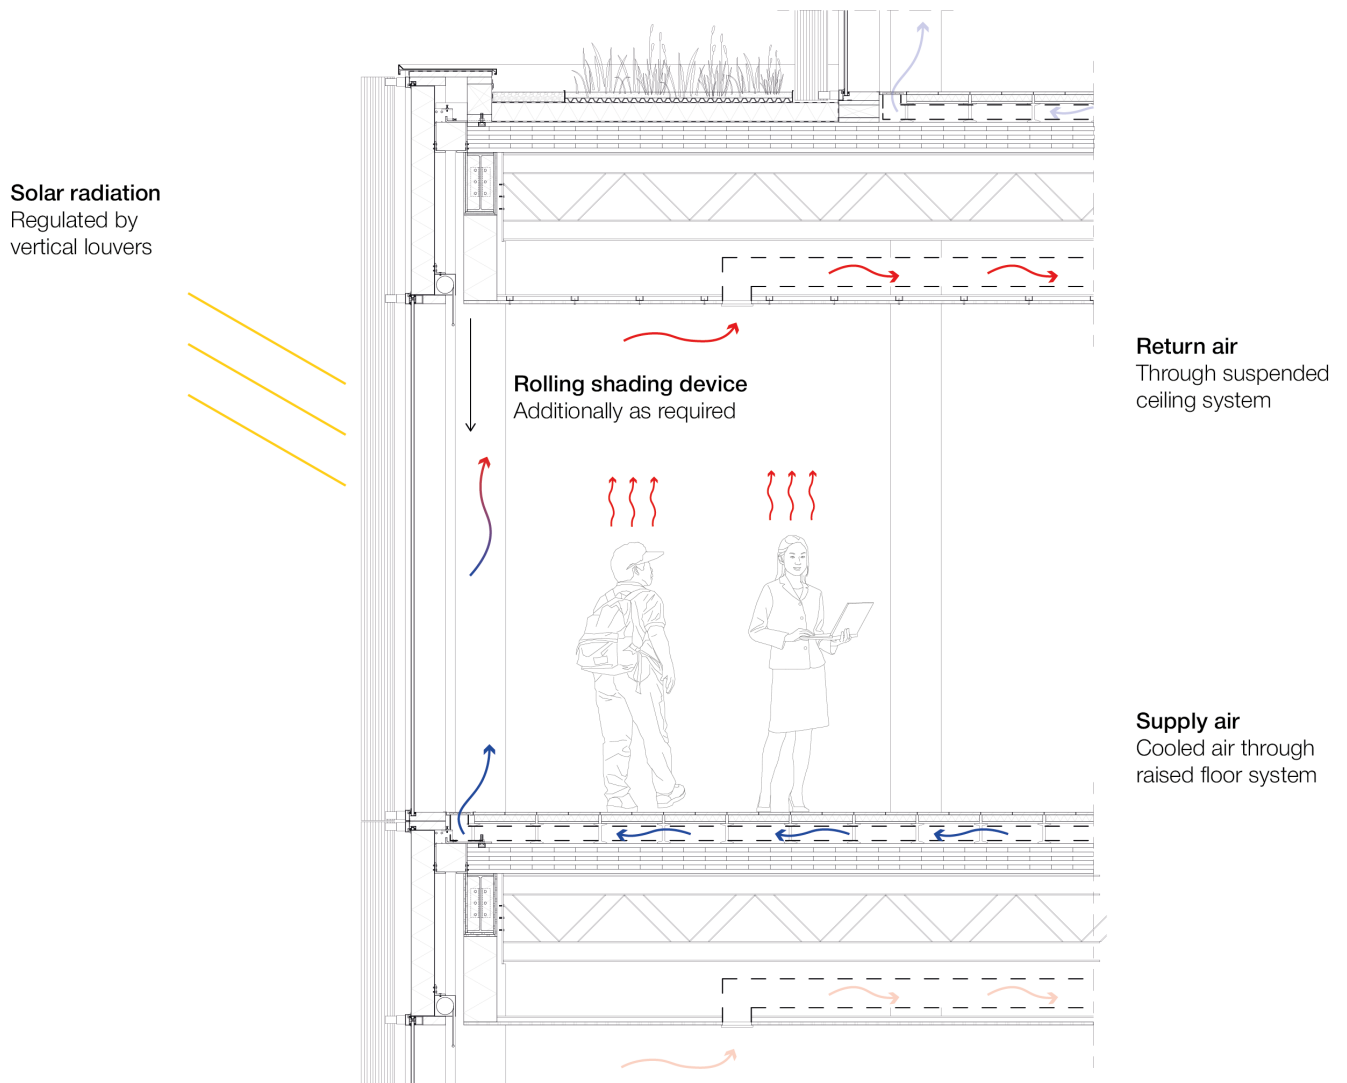 Solar radiation
Regulated by
vertical louvers
Rolling shading device
Additionally as required
Return air
Through suspended
ceiling system
Supply air
Cooled air through
raised floor system